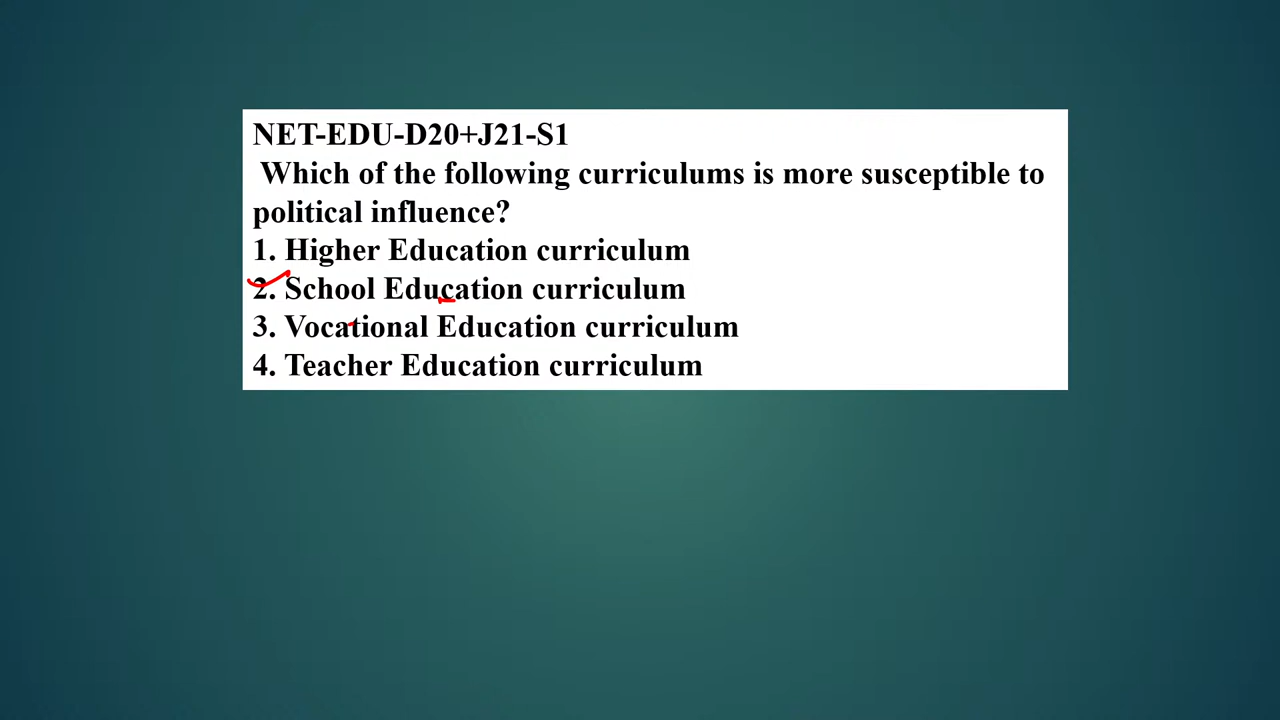 NET-EDU-D20+J21-S1
Which of the following curriculums is more susceptible to
political influence?
1. Higher Education curriculum
2. School Education curriculum
3. Vocational Education curriculum
4. Teacher Education curriculum